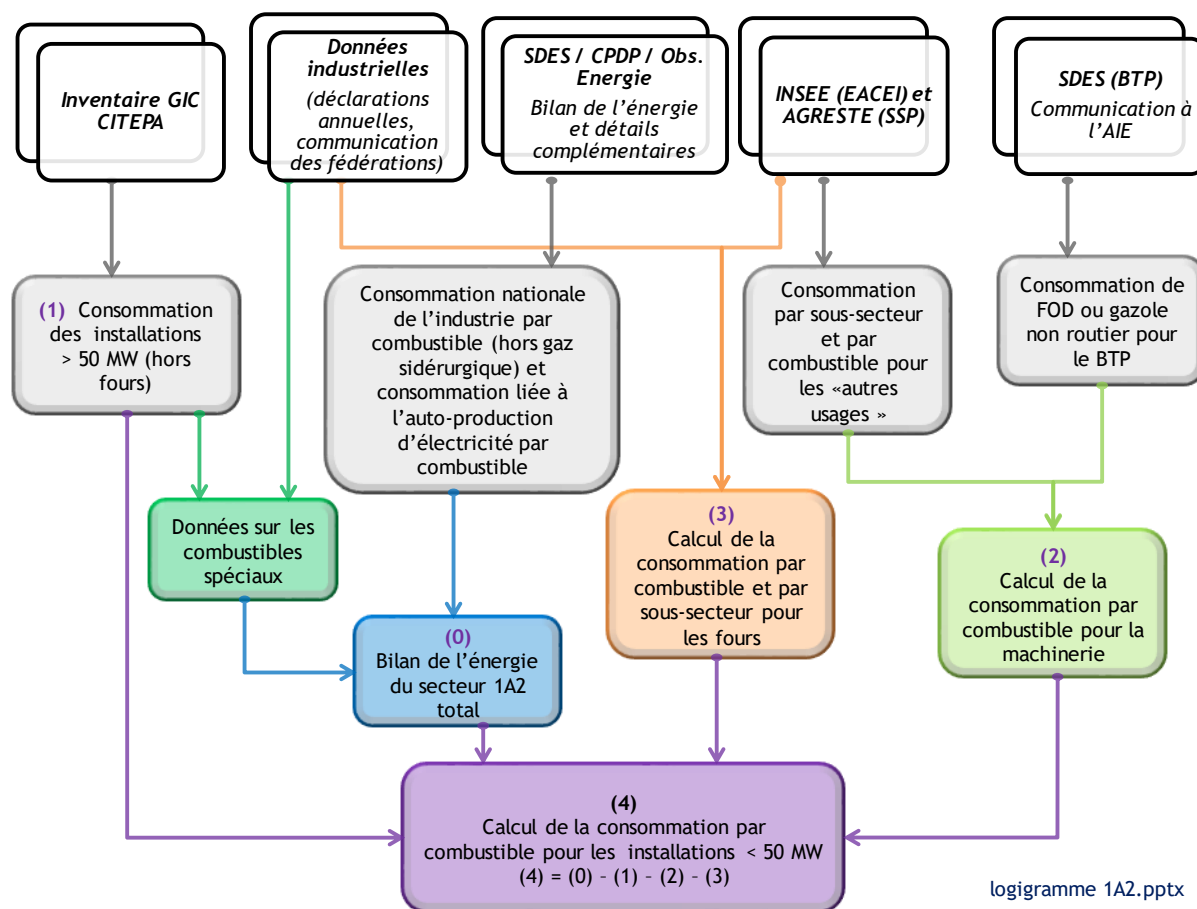 Inventaire GIC
CITEPA
Données
industrielles
(déclarations
annuelles,
communication
des fédérations)
SDES / CPDP / Obs.
Energie
Bilan de l’énergie
et détails
complémentaires
INSEE (EACEI) et
AGRESTE (SSP)
SDES (BTP)
Communication à
l’AIE
(1) Consommation
des installations
> 50 MW (hors
fours)
Consommation nationale
de l’industrie par
combustible (hors gaz
sidérurgique) et
consommation liée à
l’auto-production
d’électricité par
combustible
Consommation
par sous-secteur
et par
combustible pour
les «autres
usages »
Consommation de
FOD ou gazole
non routier pour
le BTP
Données sur les
combustibles
spéciaux
(0)
Bilan de l’énergie
du secteur 1A2
total
(3)
Calcul de la
consommation par
combustible et par
sous-secteur pour
les fours
(2)
Calcul de la
consommation par
combustible pour la
machinerie
(4)
Calcul de la consommation par
combustible pour les installations < 50 MW
(4) = (0) – (1) – (2) – (3)
logigramme 1A2.pptx